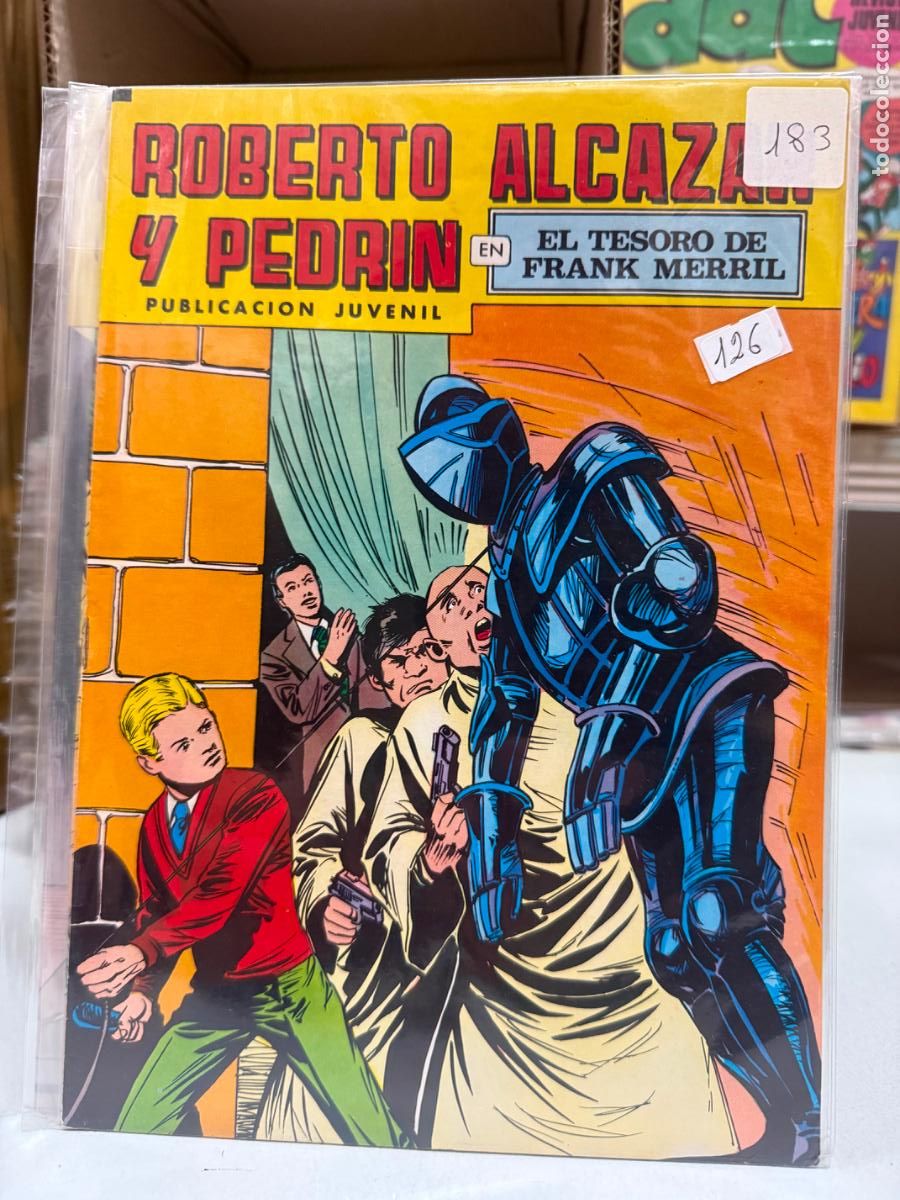 ROBERTO ALCAZAR
183
Y PEDRIN
EN
EL TESORO DE
FRANK MERRIL
PUBLICACION JUVENIL
126
todocoleccion